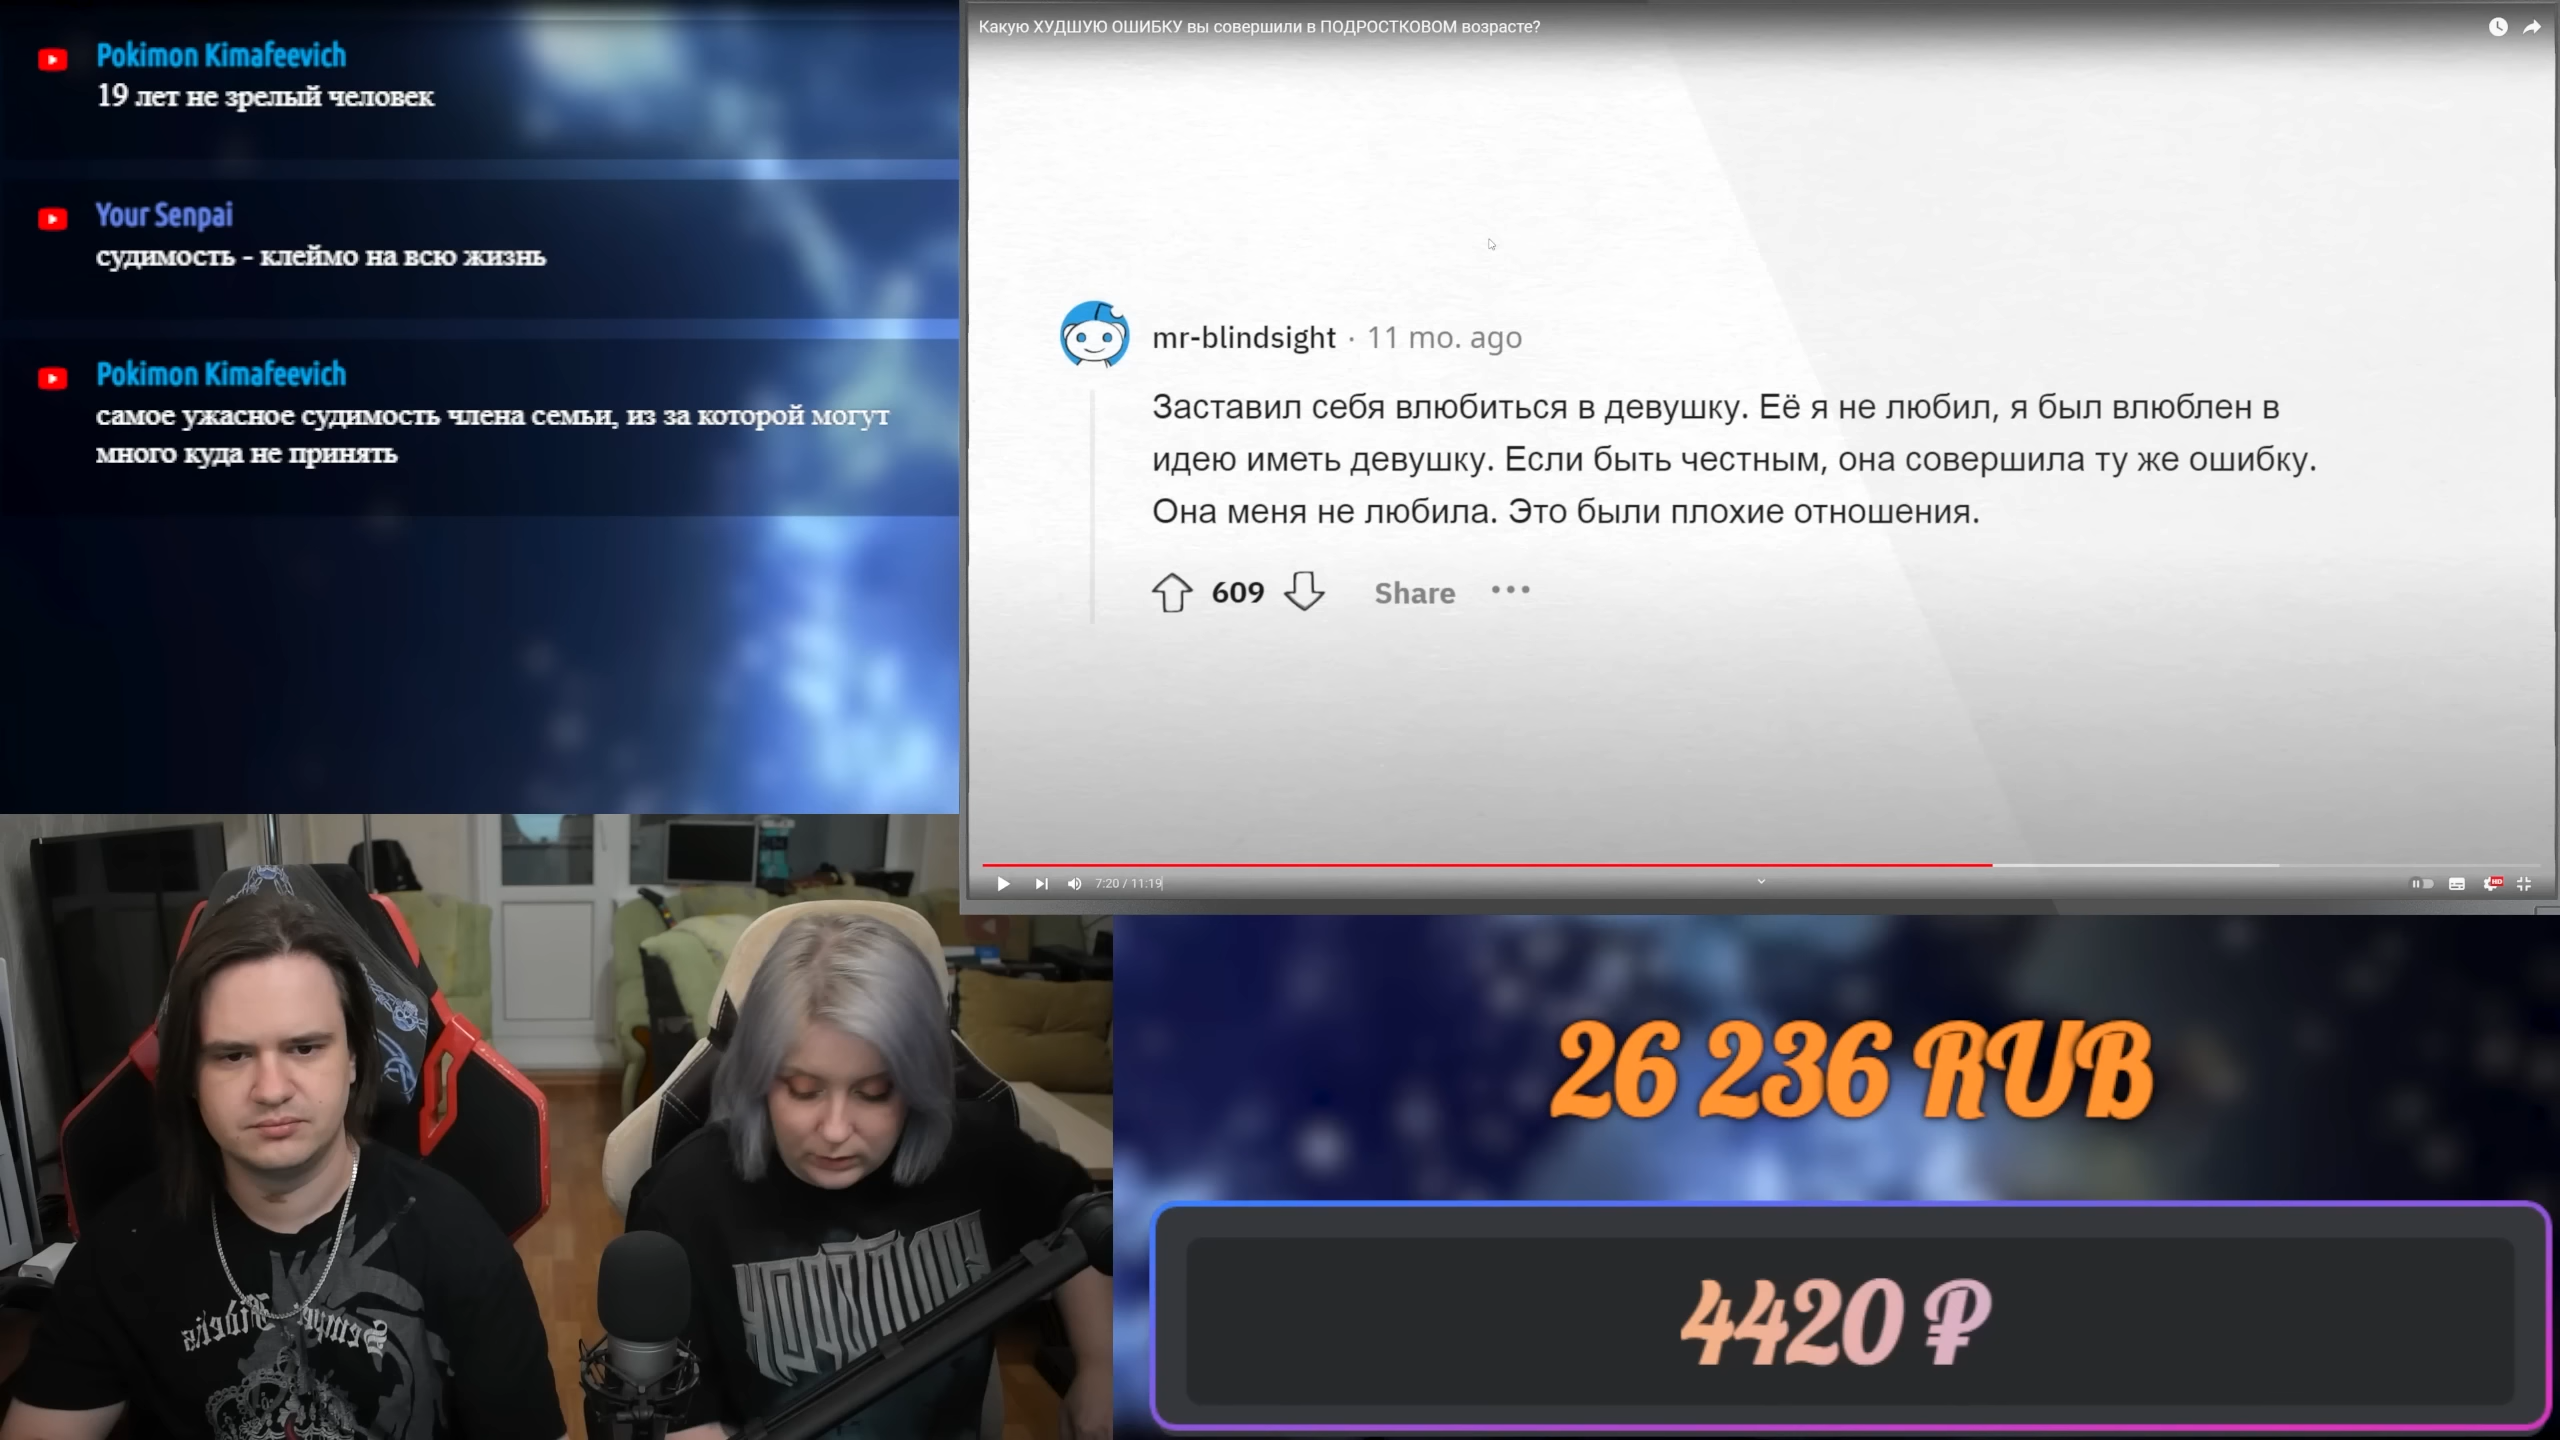 Pokimon Kimafeevich
19 лет не зрелый человек
Your Senpai
судимость - клеймо на всю жизнь
Pokimon Kimafeevich
самое ужасное судимость члена семьи, из за которой могут
много куда не принять
Какую ХУДШУЮ ОШИБКУ вы совершили в ПОДРОСТКОВОМ возрасте?
mr-blindsight · 11 mo. ago
Заставил себя влюбиться в девушку. Её я не любил, я был влюблен в
идею иметь девушку. Если быть честным, она совершила ту же ошибку.
Она меня не любила. Это были плохие отношения.
609 Share
7:20 / 11:19
HD
26 236 RUB
4420 ₽